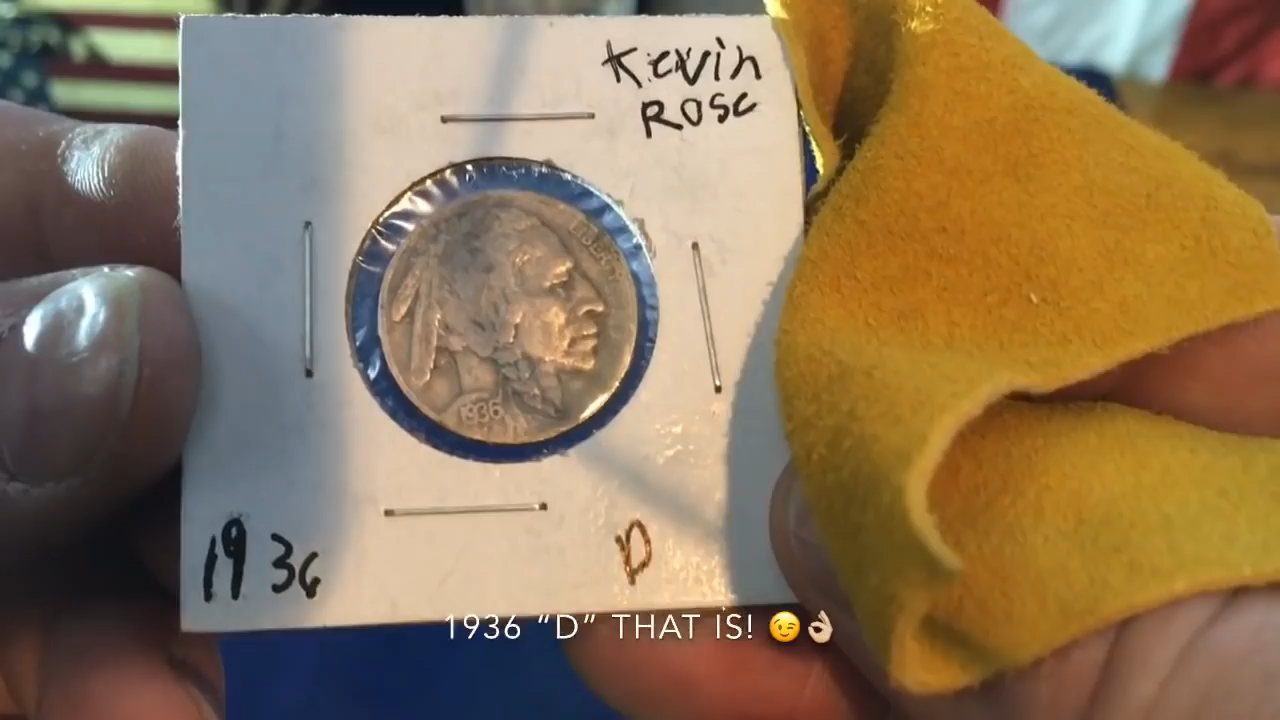 Kevin
Rose
LIBERTY
1936
1936
D
1936 "D" THAT IS! 😉👌